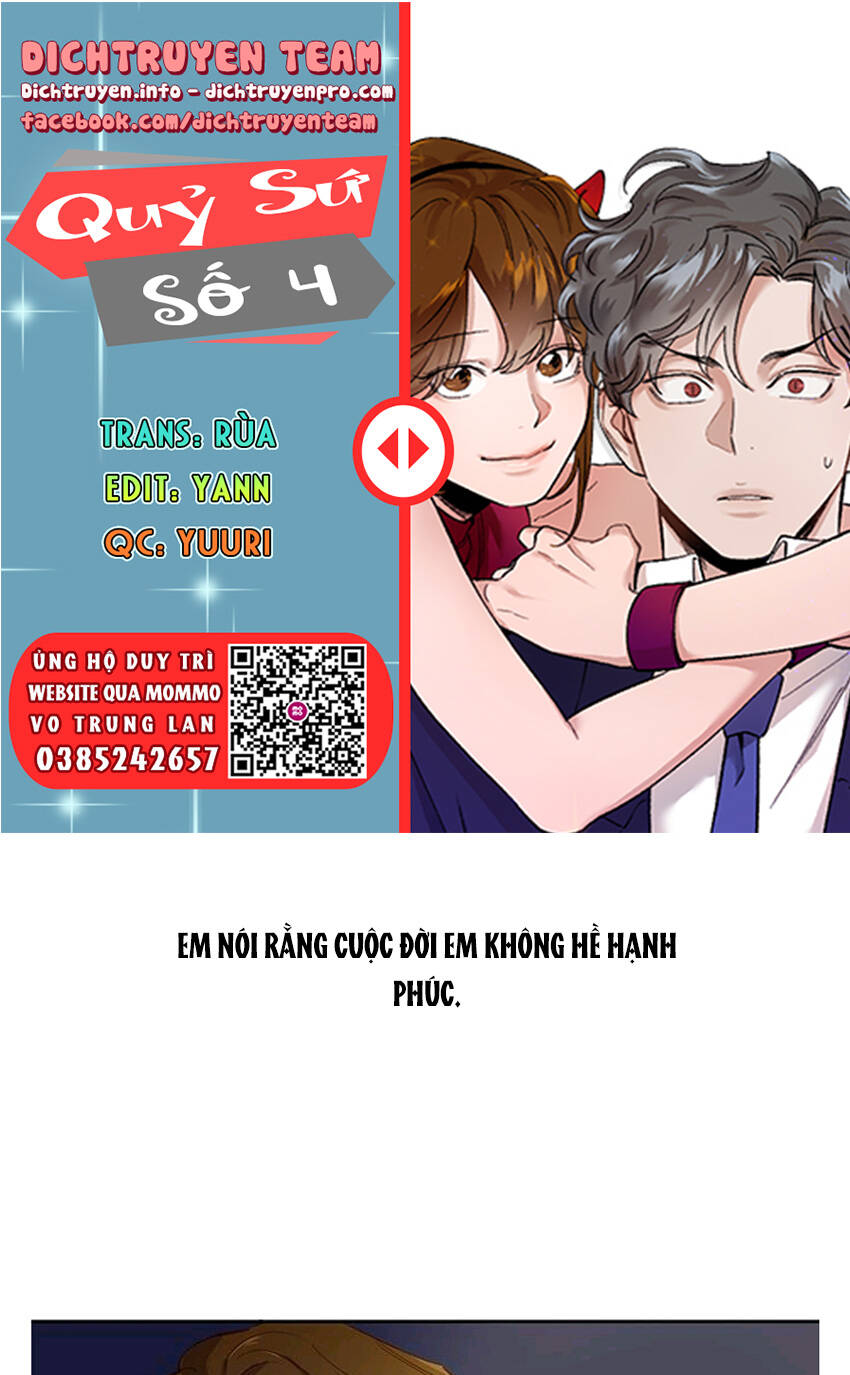 DICHTRUYEN TEAM
Dichtruyen.info - dichtruyenpro.com
facebook.com/dichtruyenteam
Quỷ Sứ
Số 4
TRANS: RÙA
EDIT: YANN
QC: YUURI
ỦNG HỘ DUY TRÌ
WEBSITE QUA MOMMO
VO TRUNG LAN
0385242657
EM NÓI RẰNG CUỘC ĐỜI EM KHÔNG HỀ HẠNH
PHÚC.